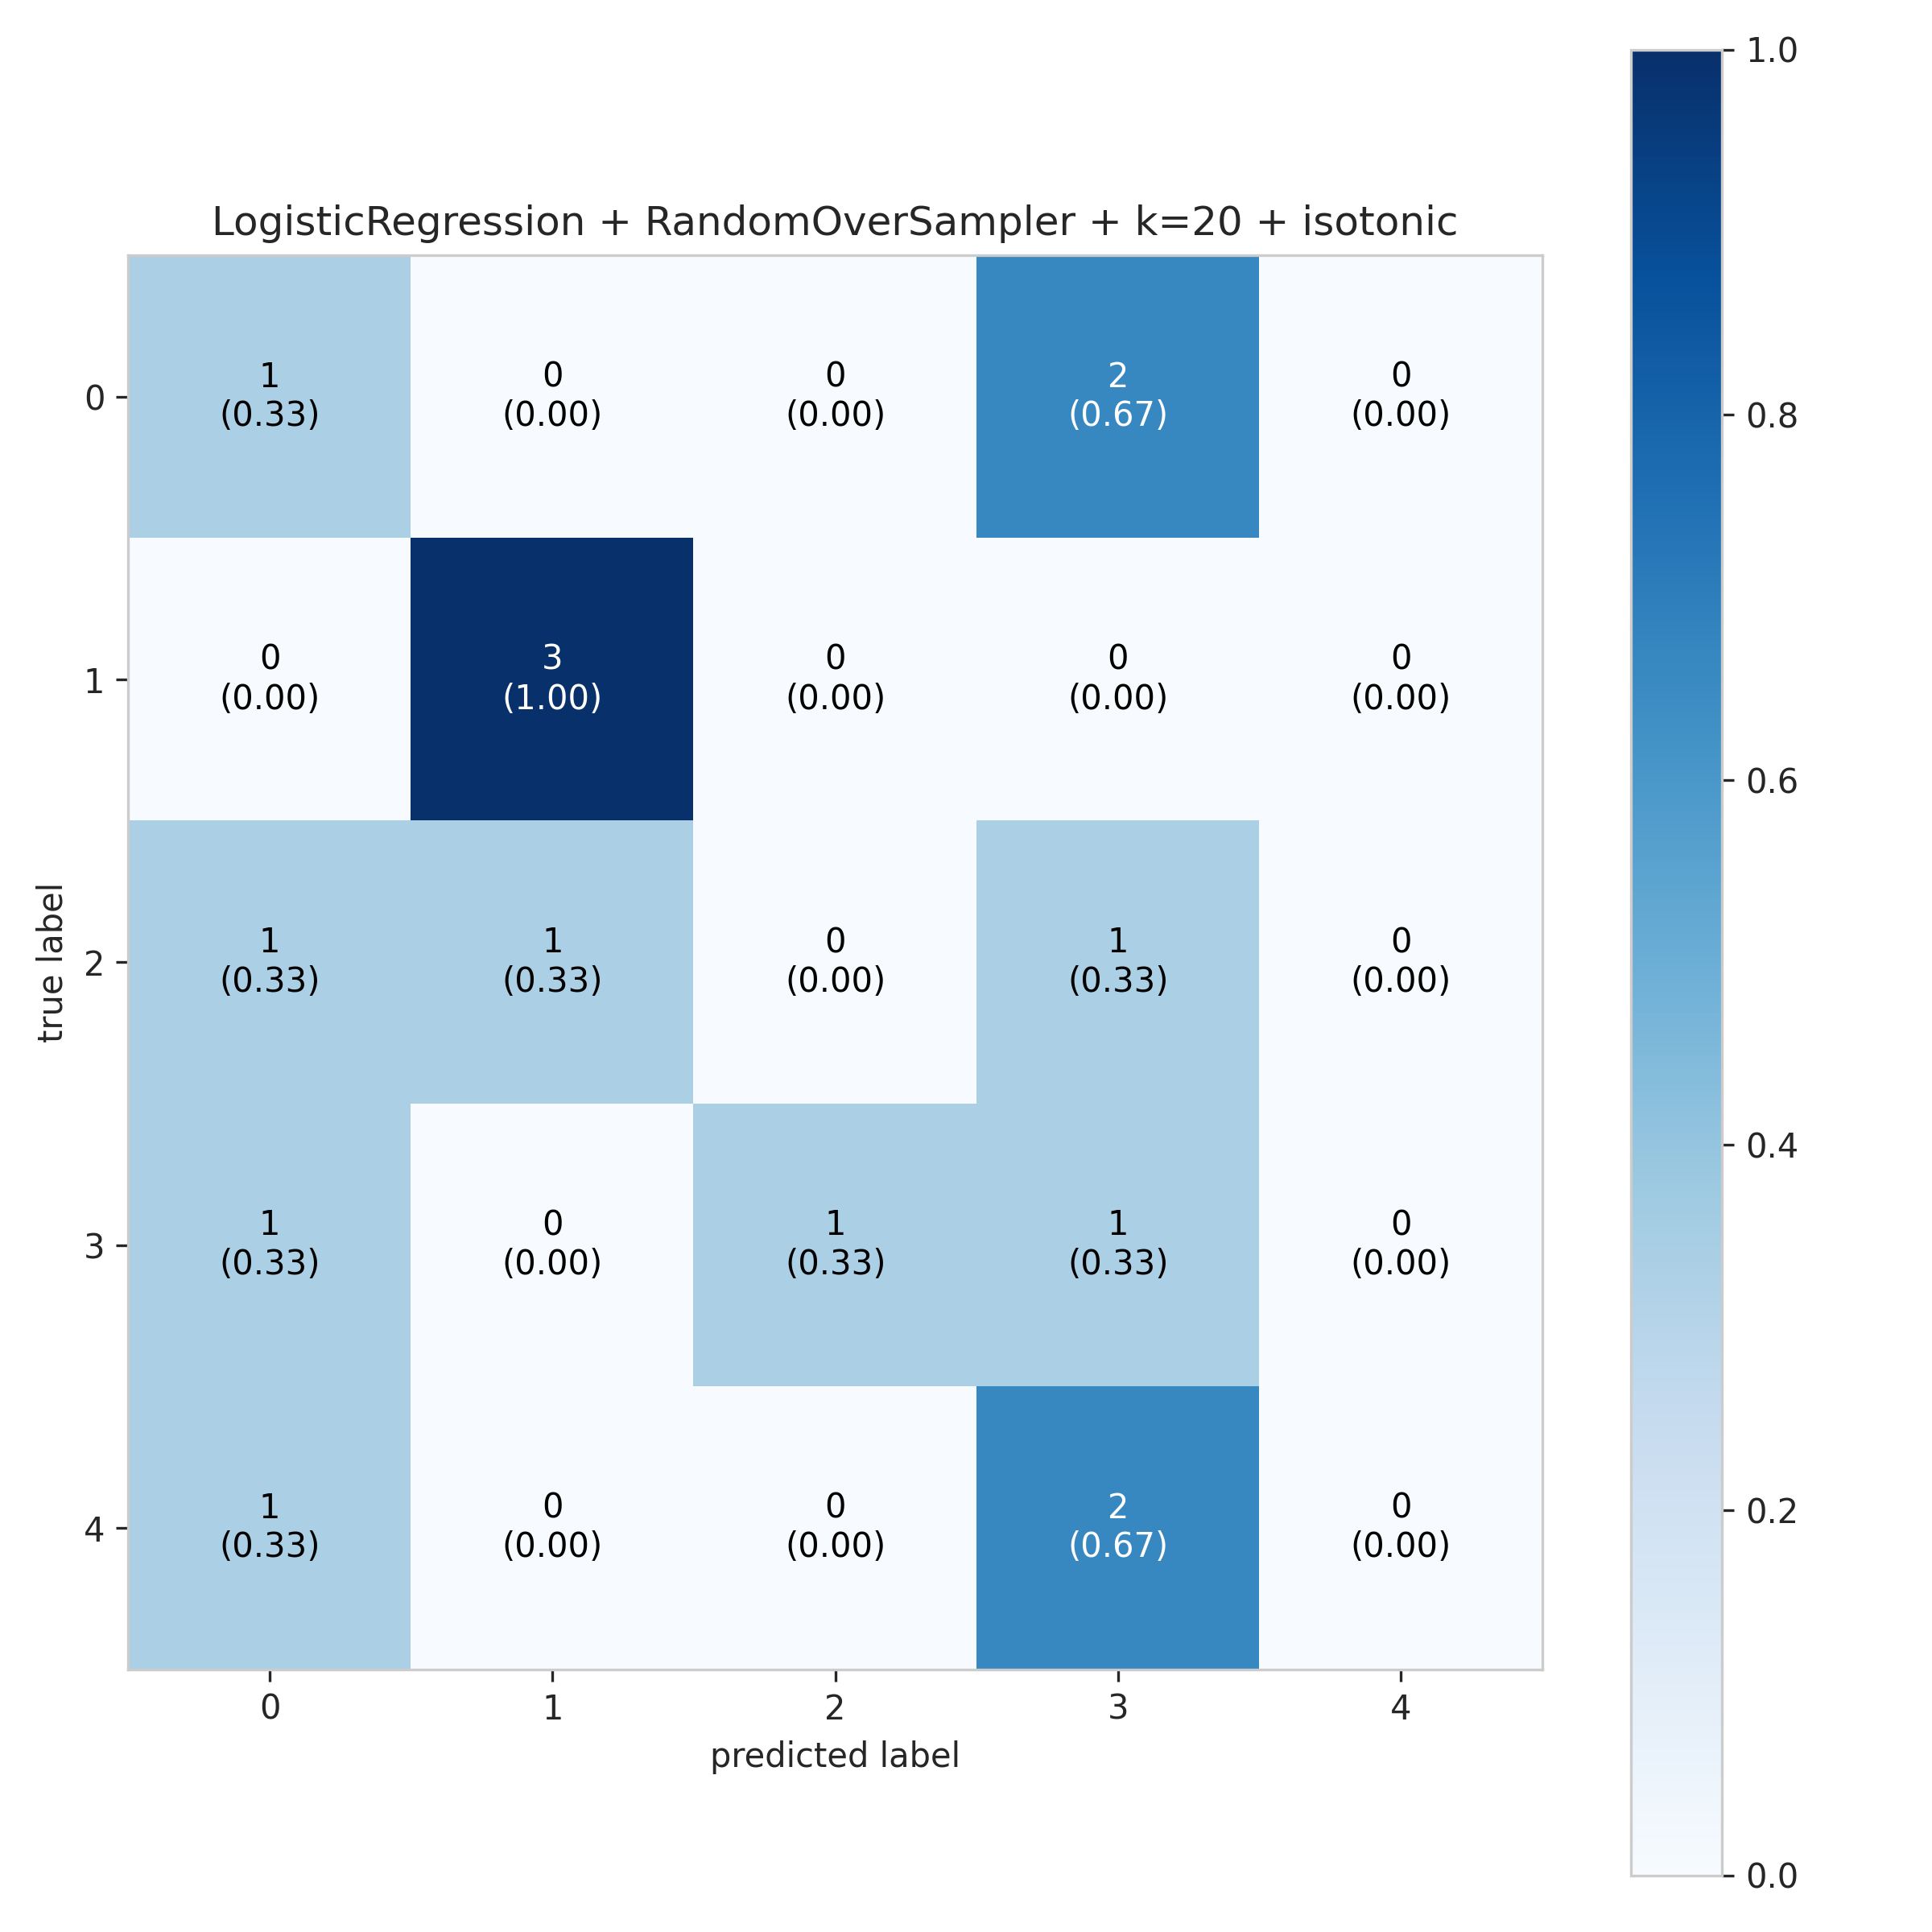 LogisticRegression + RandomOverSampler + k=20 + isotonic
1.0
0.8
0.6
0.4
0.2
0.0
true label
0
1
2
3
4
1 0 0 2 0
(0.33) (0.00) (0.00) (0.67) (0.00)
0 3 0 0 0
(0.00) (1.00) (0.00) (0.00) (0.00)
1 1 0 1 0
(0.33) (0.33) (0.00) (0.33) (0.00)
1 0 1 1 0
(0.33) (0.00) (0.33) (0.33) (0.00)
1 0 0 2 0
(0.33) (0.00) (0.00) (0.67) (0.00)
0 1 2 3 4
predicted label